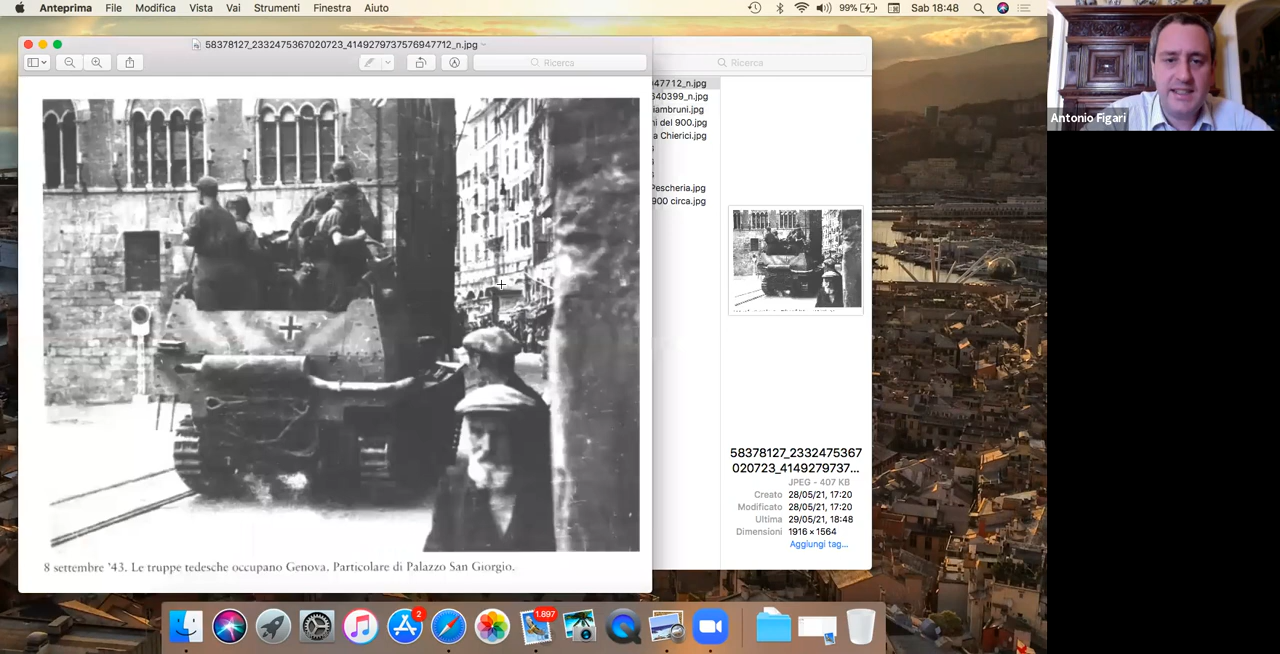 Anteprima File Modifica Vista Vai Strumenti Finestra Aiuto 99% Sab 18:48
58378127_2332475367020723_4149279737576947712_n.jpg
Ricerca
Ricerca
47712_n.jpg
640399_n.jpg
iambruni.jpg
ni del 900.jpg
a Chierici.jpg
Pescheria.jpg
900 circa.jpg
Antonio Figari
8 settembre '43. Le truppe tedesche occupano Genova. Particolare di Palazzo San Giorgio.
58378127_2332475367
020723_4149279737...
JPEG - 407 KB
Creato 28/05/21, 17:20
Modificato 28/05/21, 17:20
Ultima 29/05/21, 18:48
Dimensioni 1916 × 1564
Aggiungi tag...
2
1.897